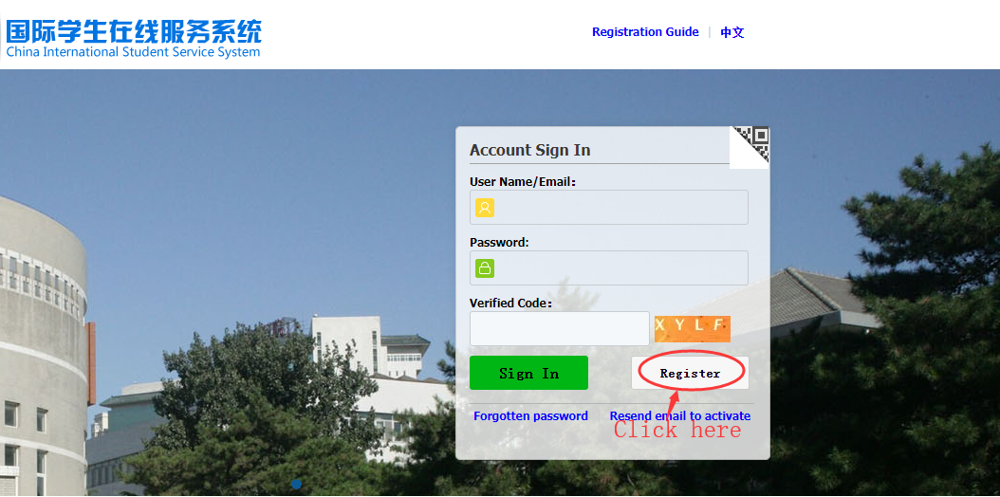 国际学生在线服务系统
China International Student Service System
Registration Guide | 中文
Account Sign In
User Name/Email：
Password:
Verified Code：
X Y L F
Sign In
Register
Forgotten password
Resend email to activate
Click here